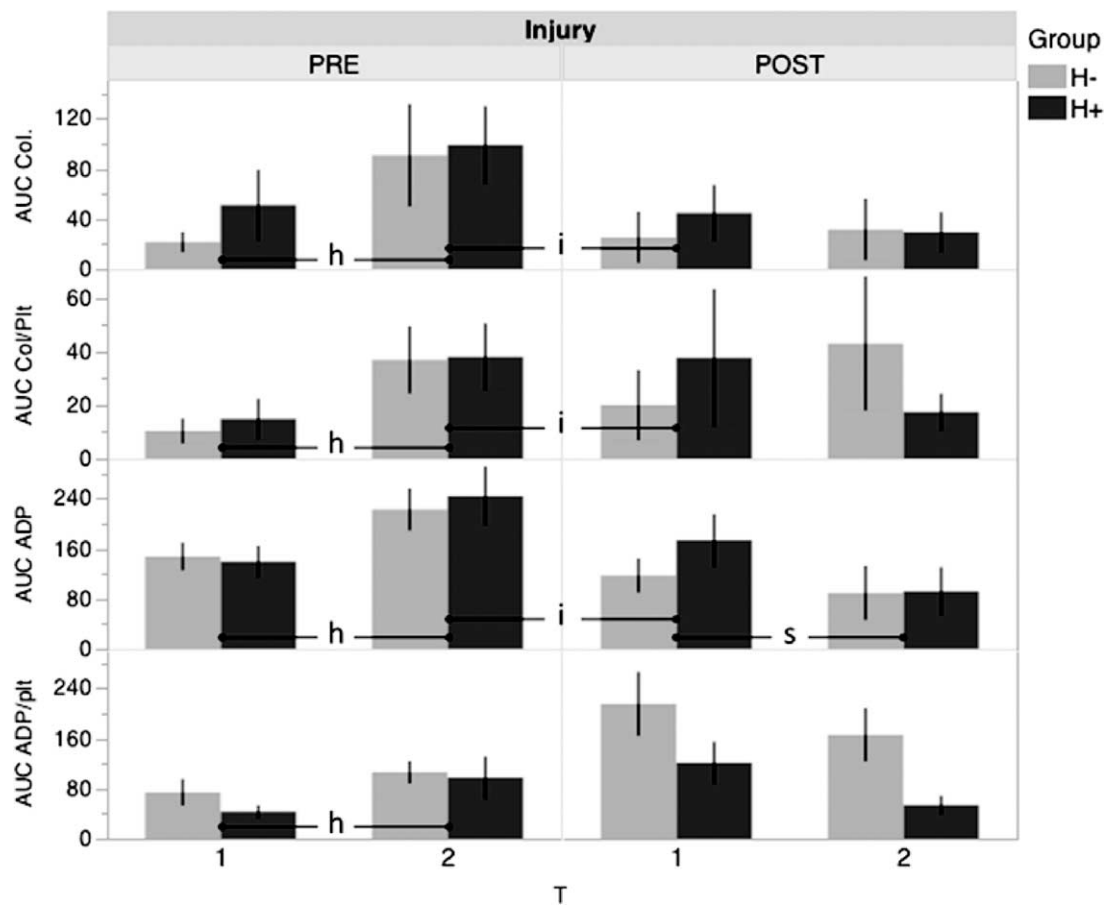 Injury
PRE POST
Group
H-
H+
AUC Col.
120
80
40
0
h
i
AUC Col/Plt
60
40
20
0
h
i
AUC ADP
240
160
80
0
h
i
s
AUC ADP/plt
240
160
80
0
h
1 2 1 2
T